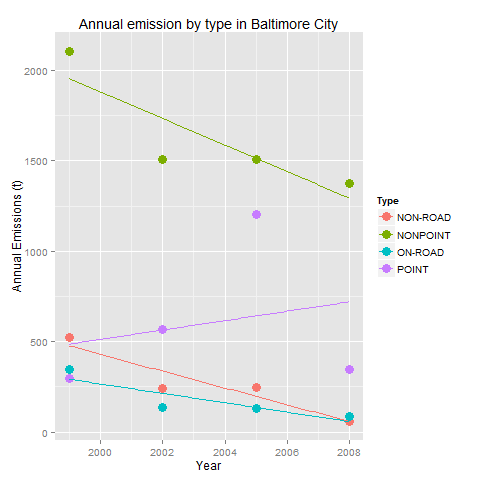 Annual emission by type in Baltimore City
Annual Emissions (t)
2000
1500
1000
500
0
2000
2002
2004
2006
2008
Year
Type
NON-ROAD
NONPOINT
ON-ROAD
POINT